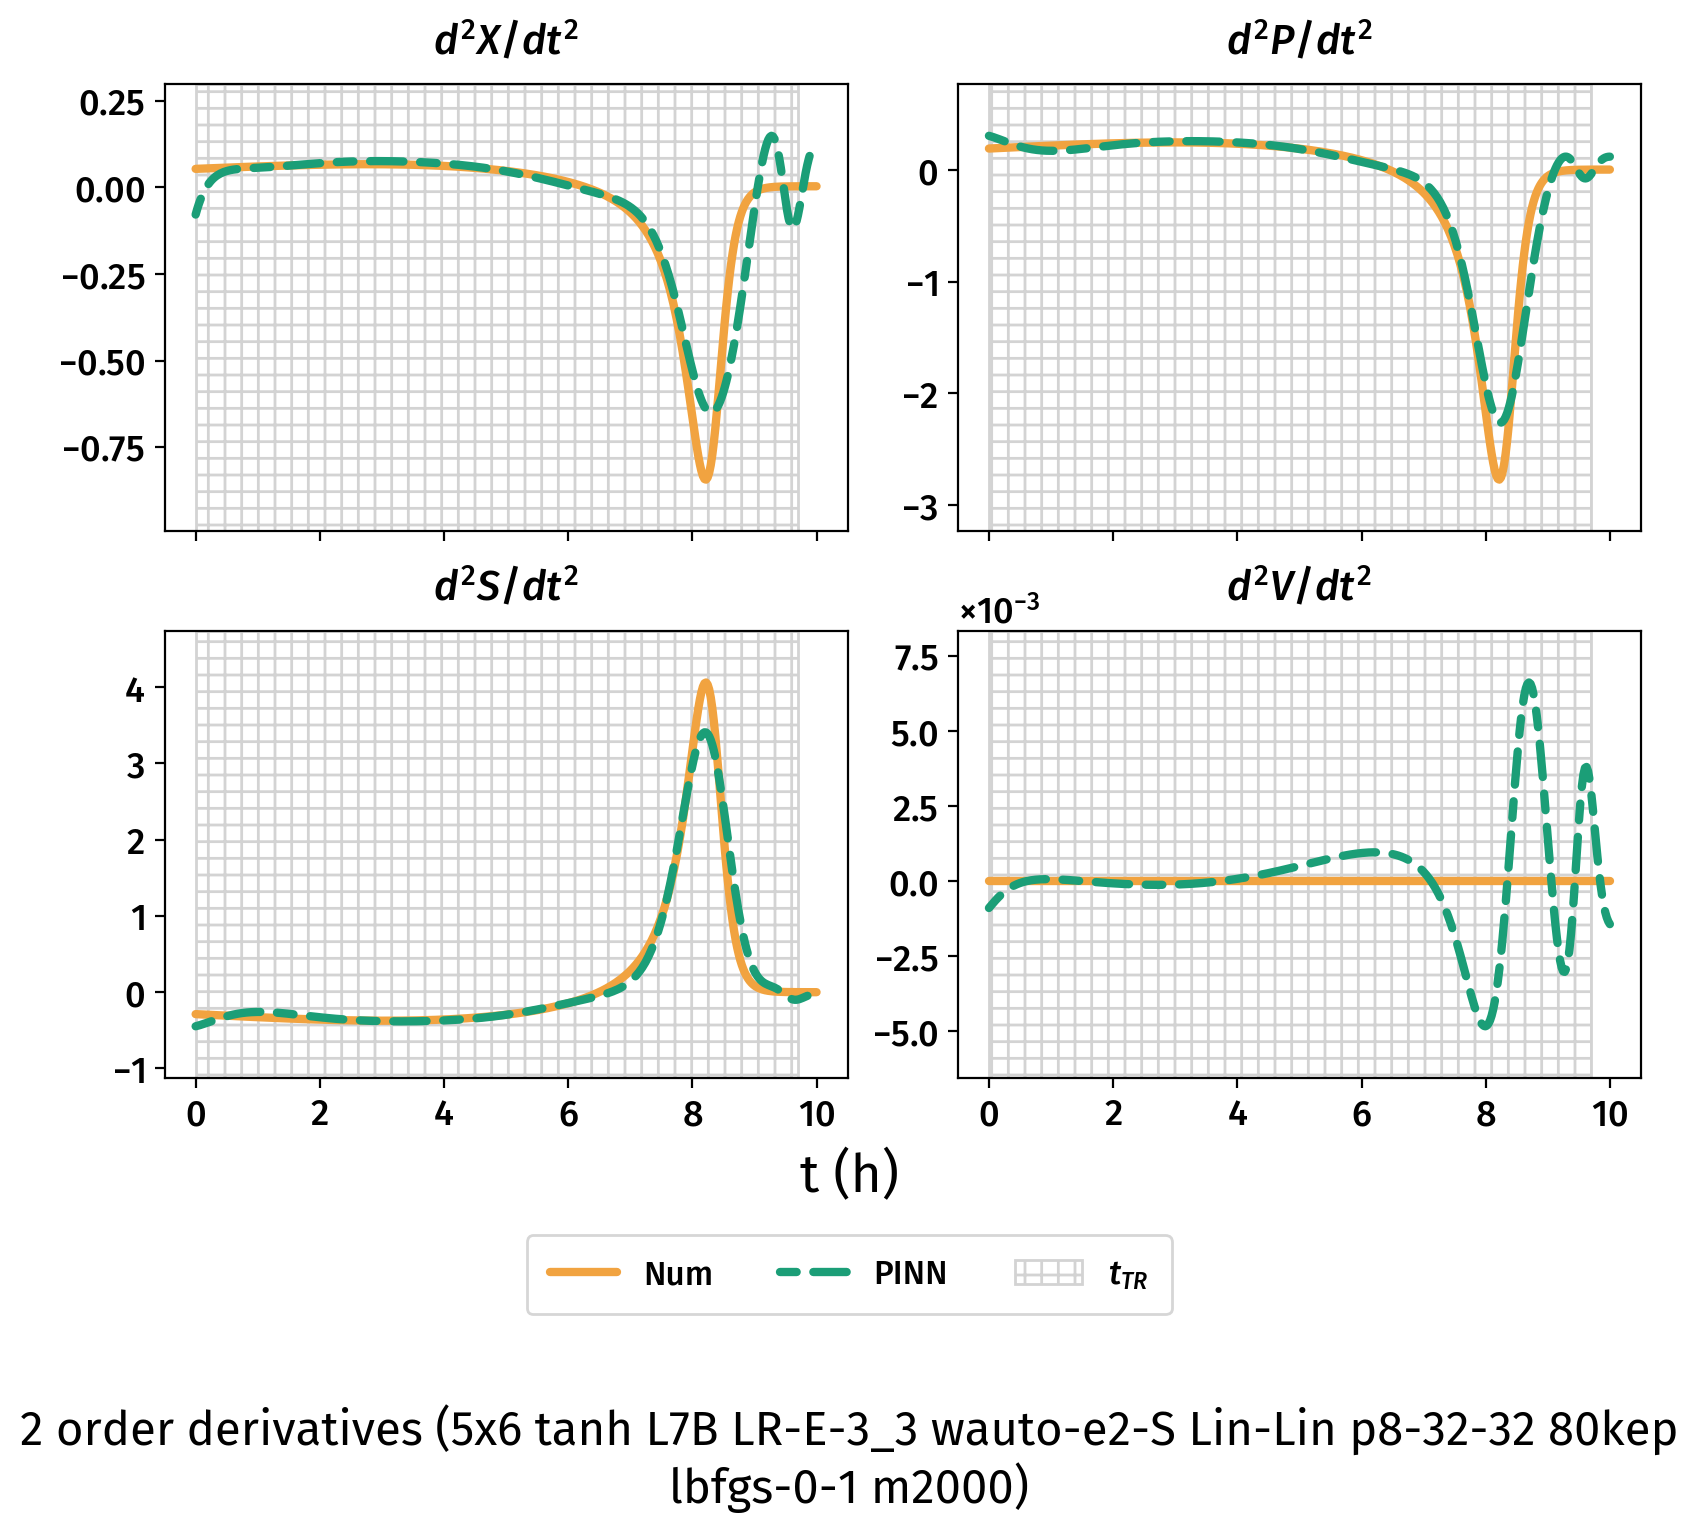 d²X/dt²
d²P/dt²
0.25
0.00
−0.25
−0.50
−0.75
0
−1
−2
−3
d²S/dt²
d²V/dt²
×10⁻³
4
3
2
1
0
−1
7.5
5.0
2.5
0.0
−2.5
−5.0
0 2 4 6 8 10
0 2 4 6 8 10
t (h)
Num PINN t_TR
2 order derivatives (5x6 tanh L7B LR-E-3_3 wauto-e2-S Lin-Lin p8-32-32 80kep
lbfgs-0-1 m2000)